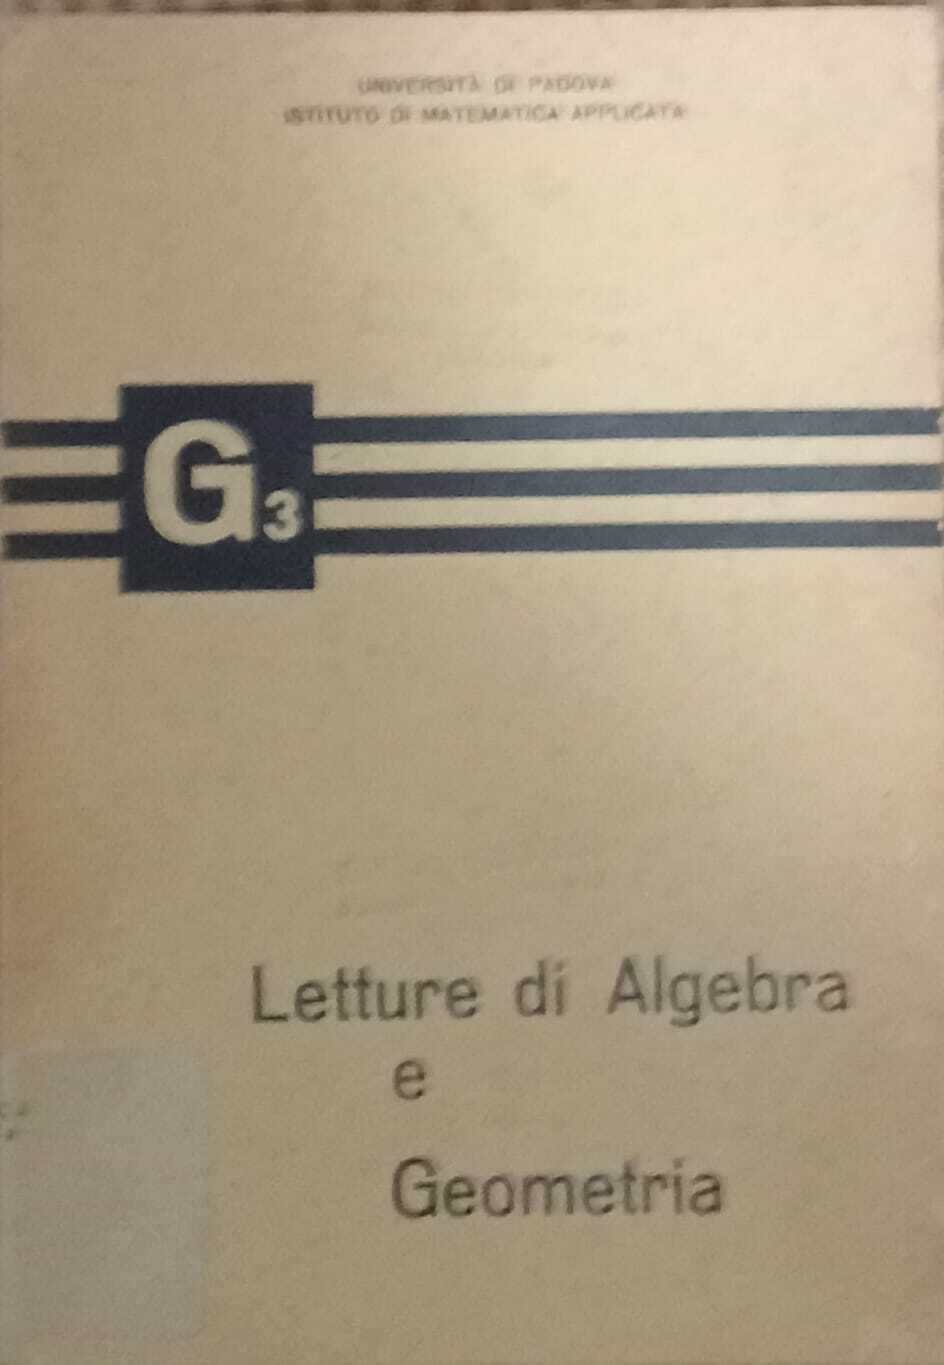 UNIVERSITÀ DI PADOVA
ISTITUTO DI MATEMATICA APPLICATA
G3
Letture di Algebra
e
Geometria